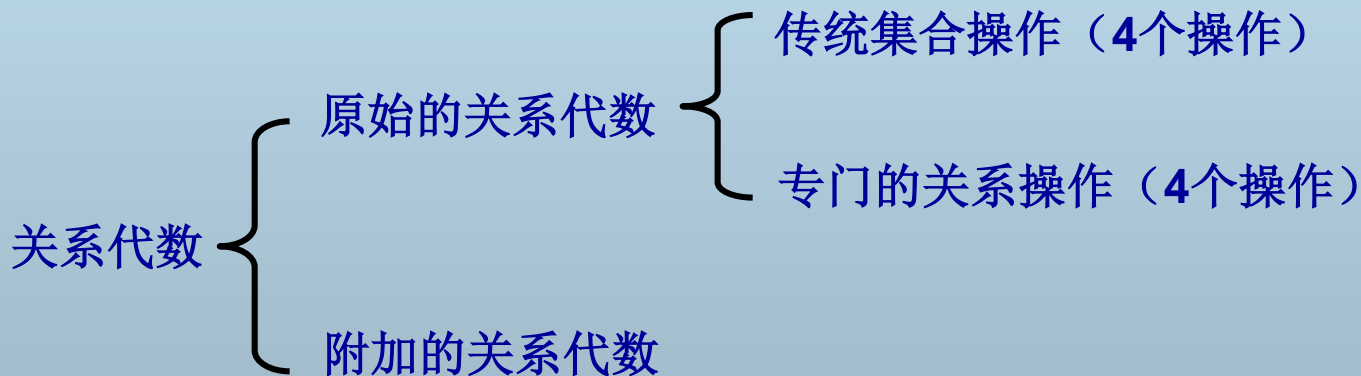 传统集合操作（4个操作）
原始的关系代数
专门的关系操作（4个操作）
关系代数
附加的关系代数